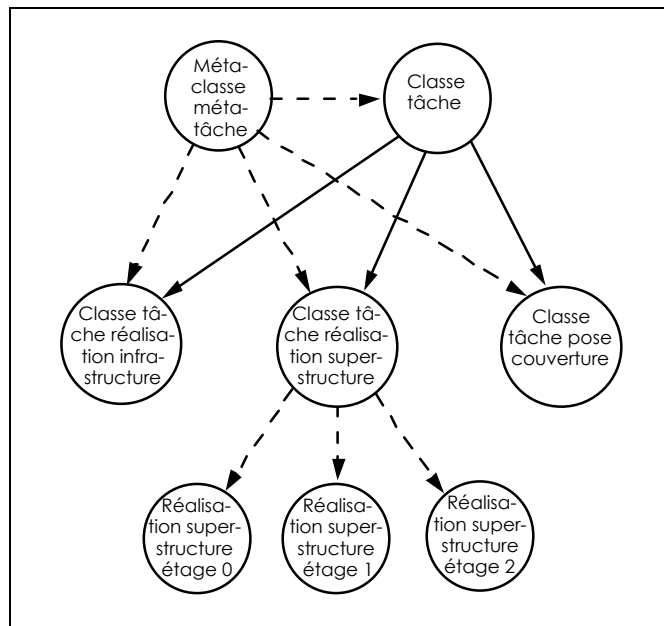 Méta-
classe
méta-
tâche
Classe
tâche
Classe tâ-
che réalisa-
tion infra-
structure
Classe tâ-
che réalisa-
tion super-
structure
Classe
tâche pose
couverture
Réalisa-
tion super-
structure
étage 0
Réalisa-
tion super-
structure
étage 1
Réalisa-
tion super-
structure
étage 2